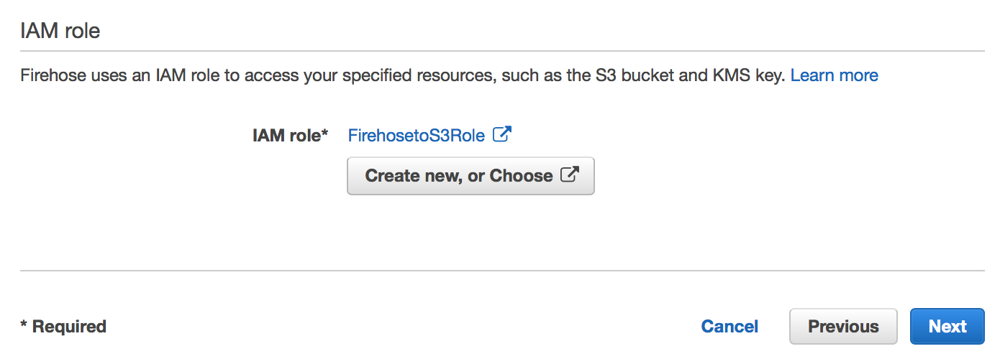 IAM role
Firehose uses an IAM role to access your specified resources, such as the S3 bucket and KMS key. Learn more
IAM role* FirehosetoS3Role
Create new, or Choose
* Required Cancel Previous Next